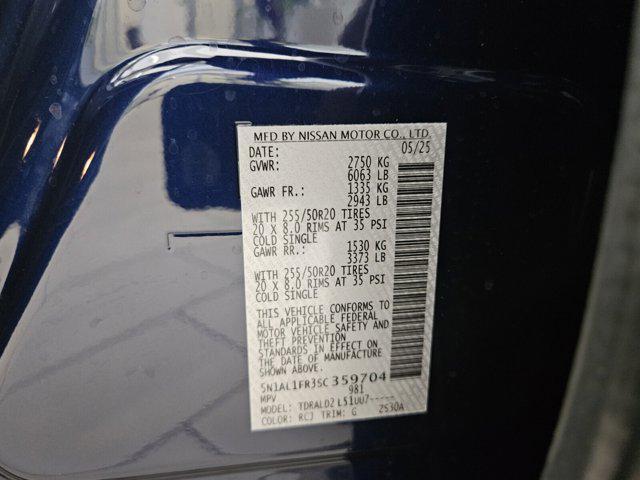 MFD BY NISSAN MOTOR CO., LTD.
DATE: 05/25
GVWR: 2750 KG
6063 LB
GAWR FR.: 1335 KG
2943 LB
WITH 255/50R20 TIRES
20 X 8.0 RIMS AT 35 PSI
COLD SINGLE
GAWR RR.: 1530 KG
3373 LB
WITH 255/50R20 TIRES
20 X 8.0 RIMS AT 35 PSI
COLD SINGLE
THIS VEHICLE CONFORMS TO
ALL APPLICABLE FEDERAL
MOTOR VEHICLE SAFETY AND
THEFT PREVENTION
STANDARDS IN EFFECT ON
THE DATE OF MANUFACTURE
SHOWN ABOVE.
5N1AL1FR3SC359704
MPV 981
MODEL: TDRALD2 L51UU7-----
COLOR: RCJ TRIM: G ZS30A